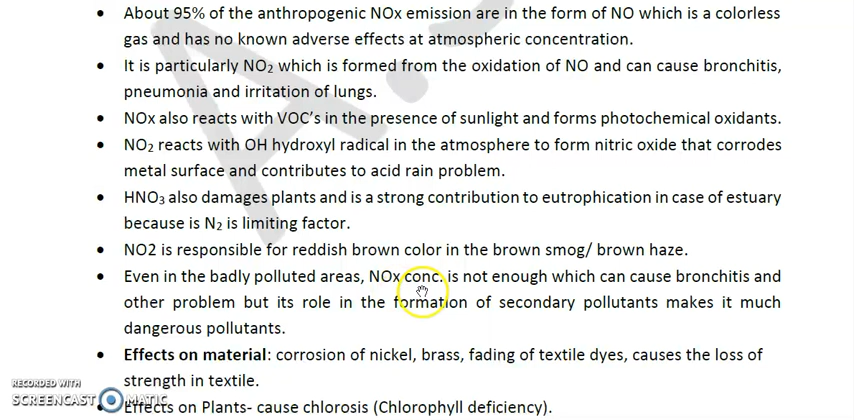 • About 95% of the anthropogenic NOx emission are in the form of NO which is a colorless
gas and has no known adverse effects at atmospheric concentration.
• It is particularly NO₂ which is formed from the oxidation of NO and can cause bronchitis,
pneumonia and irritation of lungs.
• NOx also reacts with VOC's in the presence of sunlight and forms photochemical oxidants.
• NO₂ reacts with OH hydroxyl radical in the atmosphere to form nitric oxide that corrodes
metal surface and contributes to acid rain problem.
• HNO₃ also damages plants and is a strong contribution to eutrophication in case of estuary
because is N₂ is limiting factor.
• NO2 is responsible for reddish brown color in the brown smog/ brown haze.
• Even in the badly polluted areas, NOx conc. is not enough which can cause bronchitis and
other problem but its role in the formation of secondary pollutants makes it much
dangerous pollutants.
• Effects on material: corrosion of nickel, brass, fading of textile dyes, causes the loss of
strength in textile.
• Effects on Plants- cause chlorosis (Chlorophyll deficiency).
RECORDED WITH
SCREENCAST MATIC